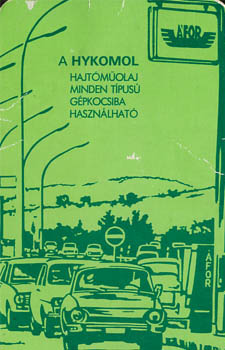 ÁFOR
A HYKOMOL
HAJTÓMŰOLAJ
MINDEN TÍPUSÚ
GÉPKOCSIBA
HASZNÁLHATÓ
ÁFOR